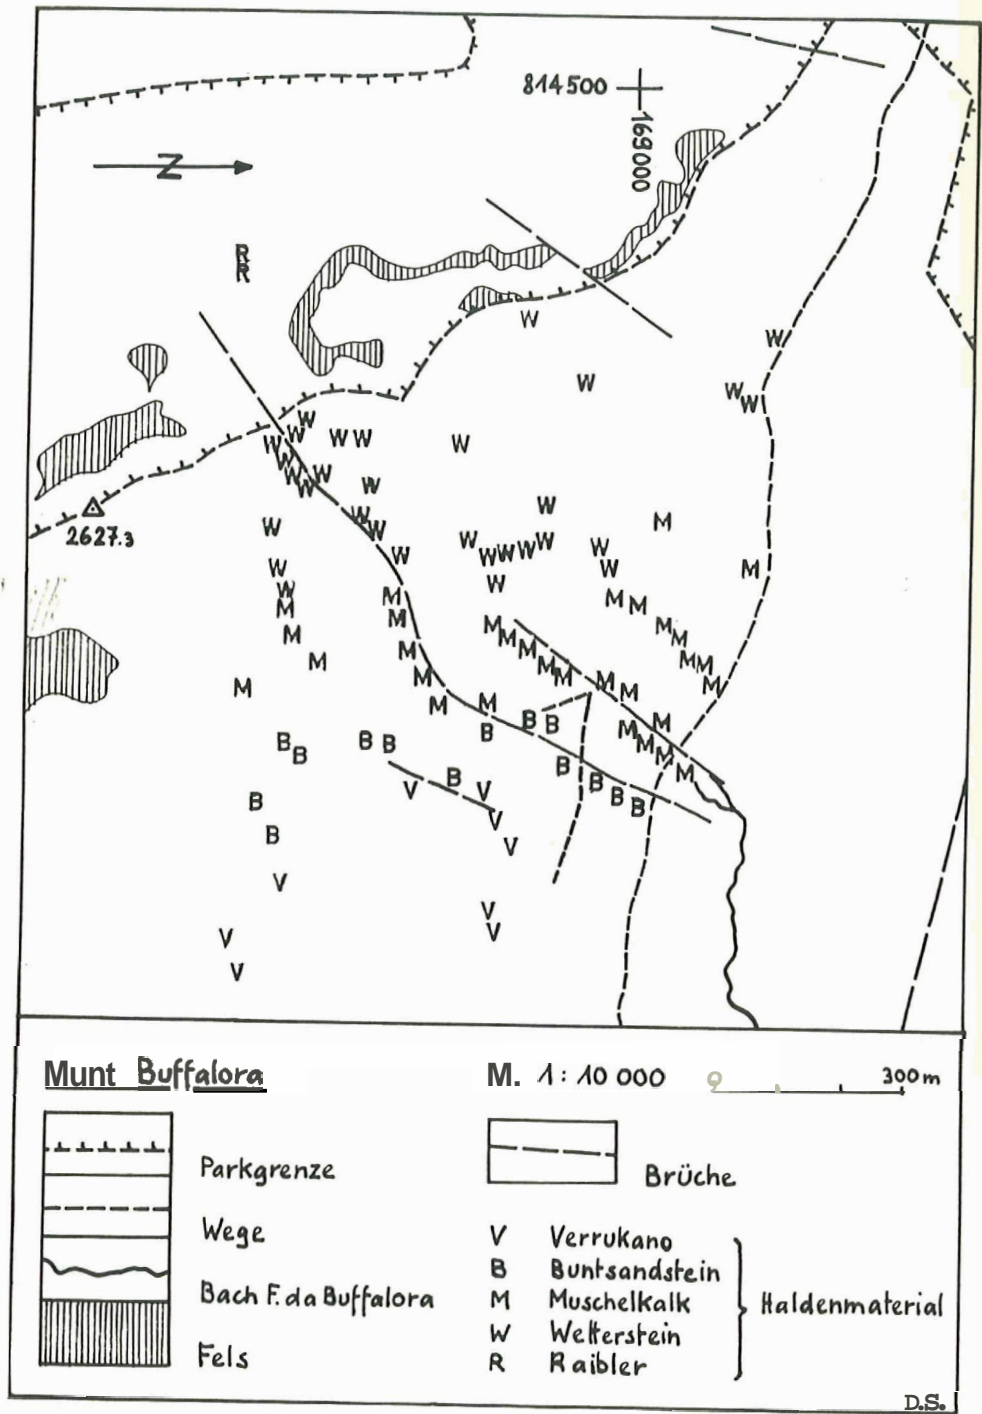 814500
169000
Z
R
R
W
W
W
W W
W
W W W W
W
W W
W W W
W
W W
W M
2627.3
W W W
W W
W W W W
W W M
W W
M M M
M M
M M
M M M
M M M
M M M
M M M
M M M M
M M M
B B
M M
B M
B B B B M
B B
B M
V B V
B B B
V
B
V
V
V
V
V
V
V
Munt Buffalora
M. 1:10 000
0 300m
Parkgrenze
Wege
Bach F. da Buffalora
Fels
Brüche
V Verrukano
B Buntsandstein
M Muschelkalk
W Wetterstein
R Raibler
Haldenmaterial
D.S.